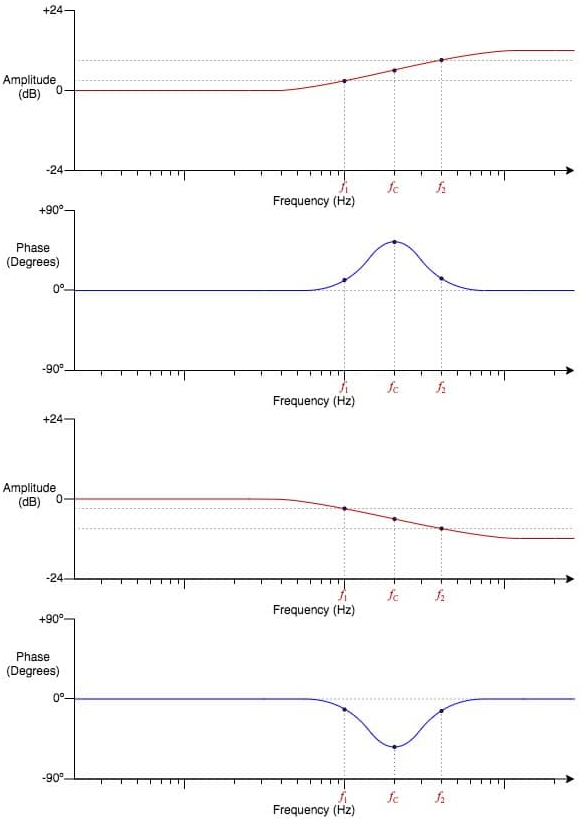 +24
Amplitude
(dB)
0
-24
f1 fC f2
Frequency (Hz)
+90°
Phase
(Degrees)
0°
-90°
f1 fC f2
Frequency (Hz)
+24
Amplitude
(dB)
0
-24
f1 fC f2
Frequency (Hz)
+90°
Phase
(Degrees)
0°
-90°
f1 fC f2
Frequency (Hz)